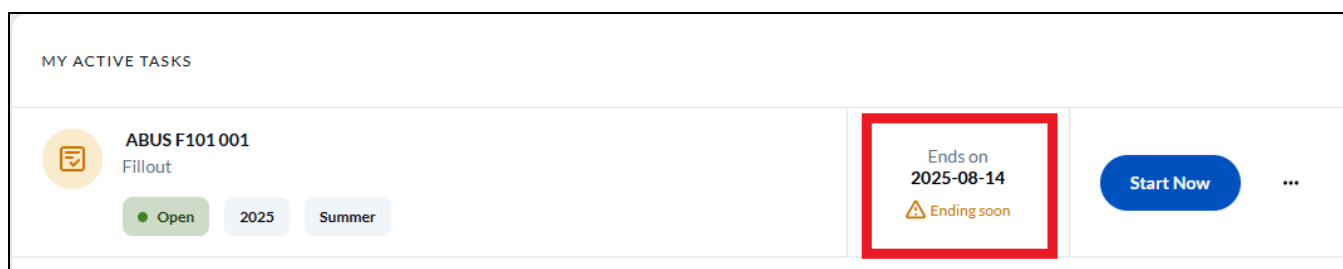 MY ACTIVE TASKS
ABUS F101 001
Fillout
Open
2025
Summer
Ends on
2025-08-14
Ending soon
Start Now